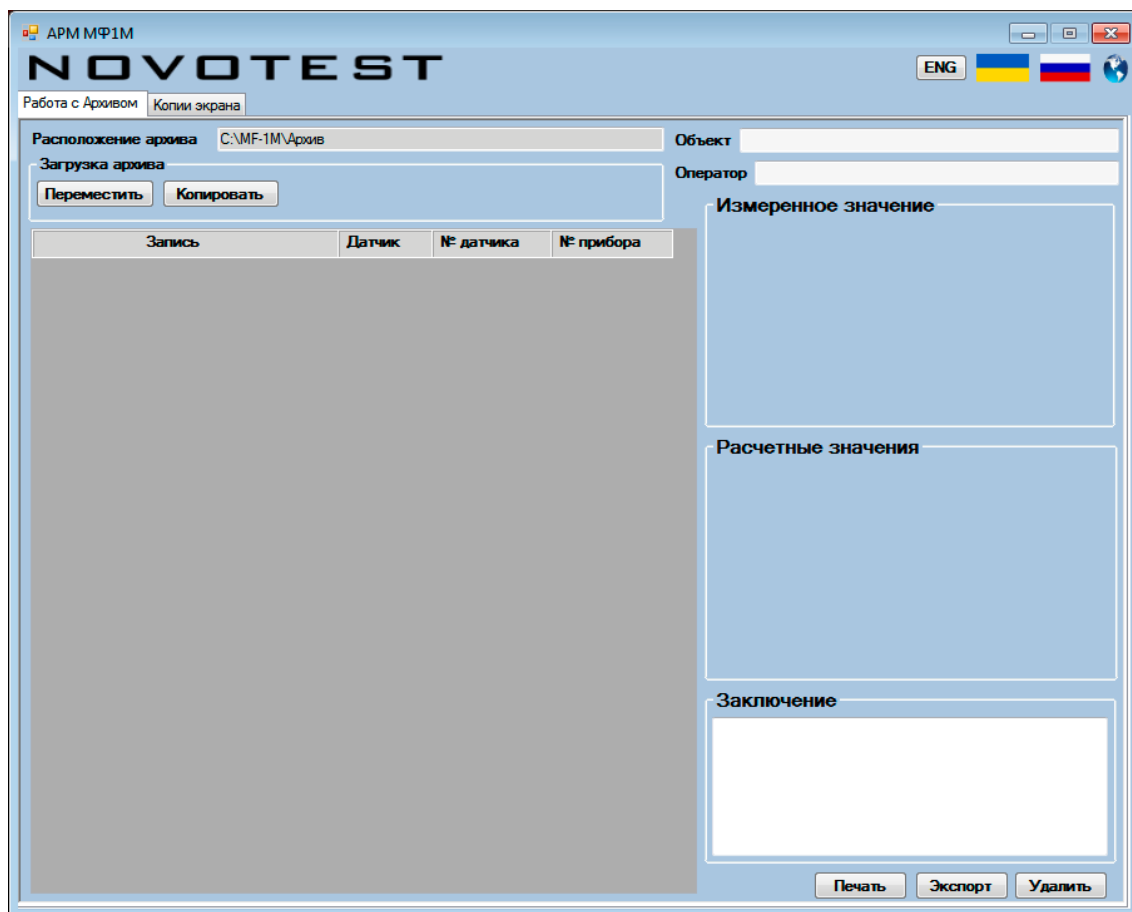 АРМ МФ1М
NOVOTEST
ENG
Работа с Архивом Копии экрана
Расположение архива C:\MF-1M\Архив
Объект
Загрузка архива
Оператор
Переместить Копировать
Измеренное значение
Запись Датчик № датчика № прибора
Расчетные значения
Заключение
Печать Экспорт Удалить